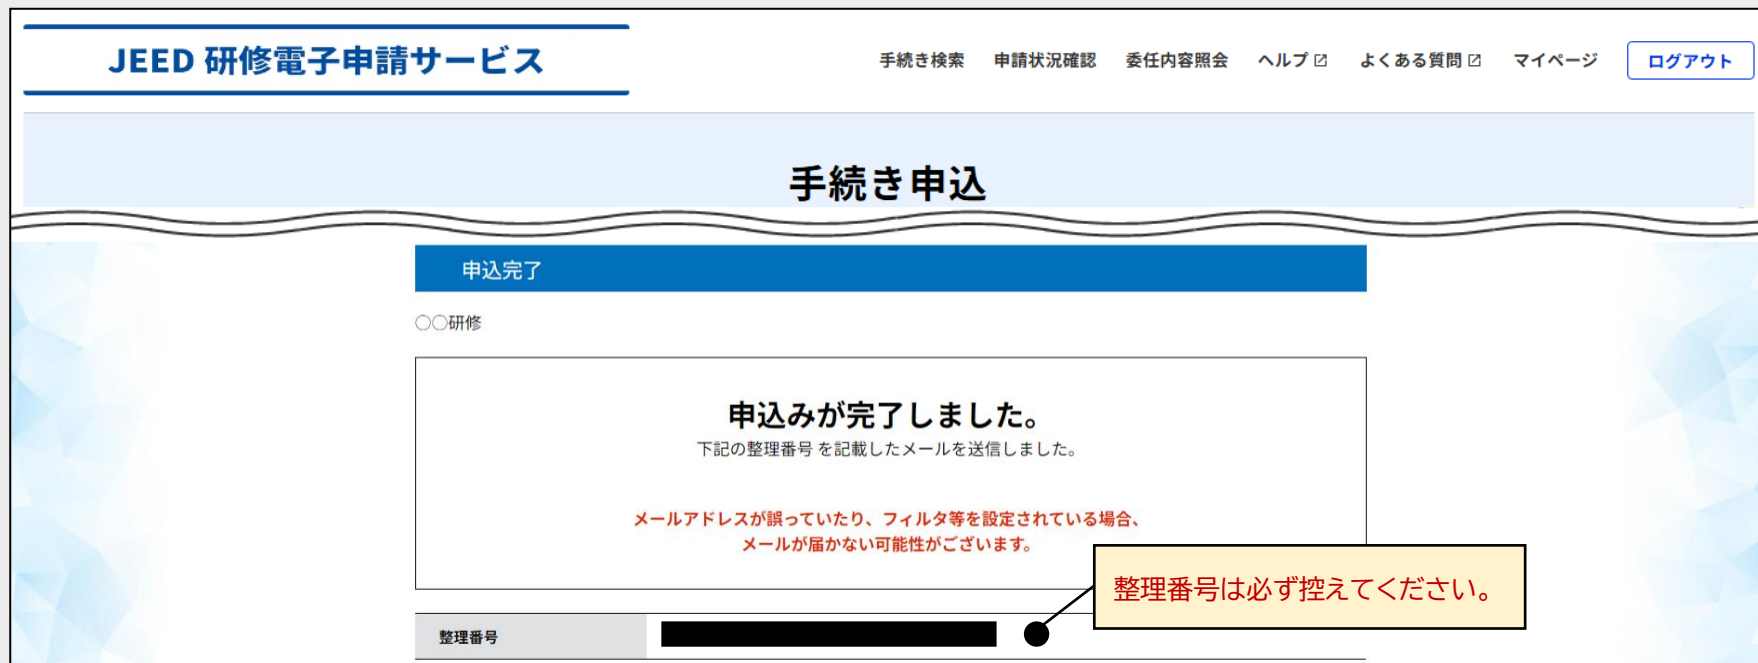 JEED 研修電子申請サービス
手続き検索 申請状況確認 委任内容照会 ヘルプ よくある質問 マイページ ログアウト
手続き申込
申込完了
○○研修
申込みが完了しました。
下記の整理番号 を記載したメールを送信しました。
メールアドレスが誤っていたり、フィルタ等を設定されている場合、
メールが届かない可能性がございます。
整理番号は必ず控えてください。
整理番号